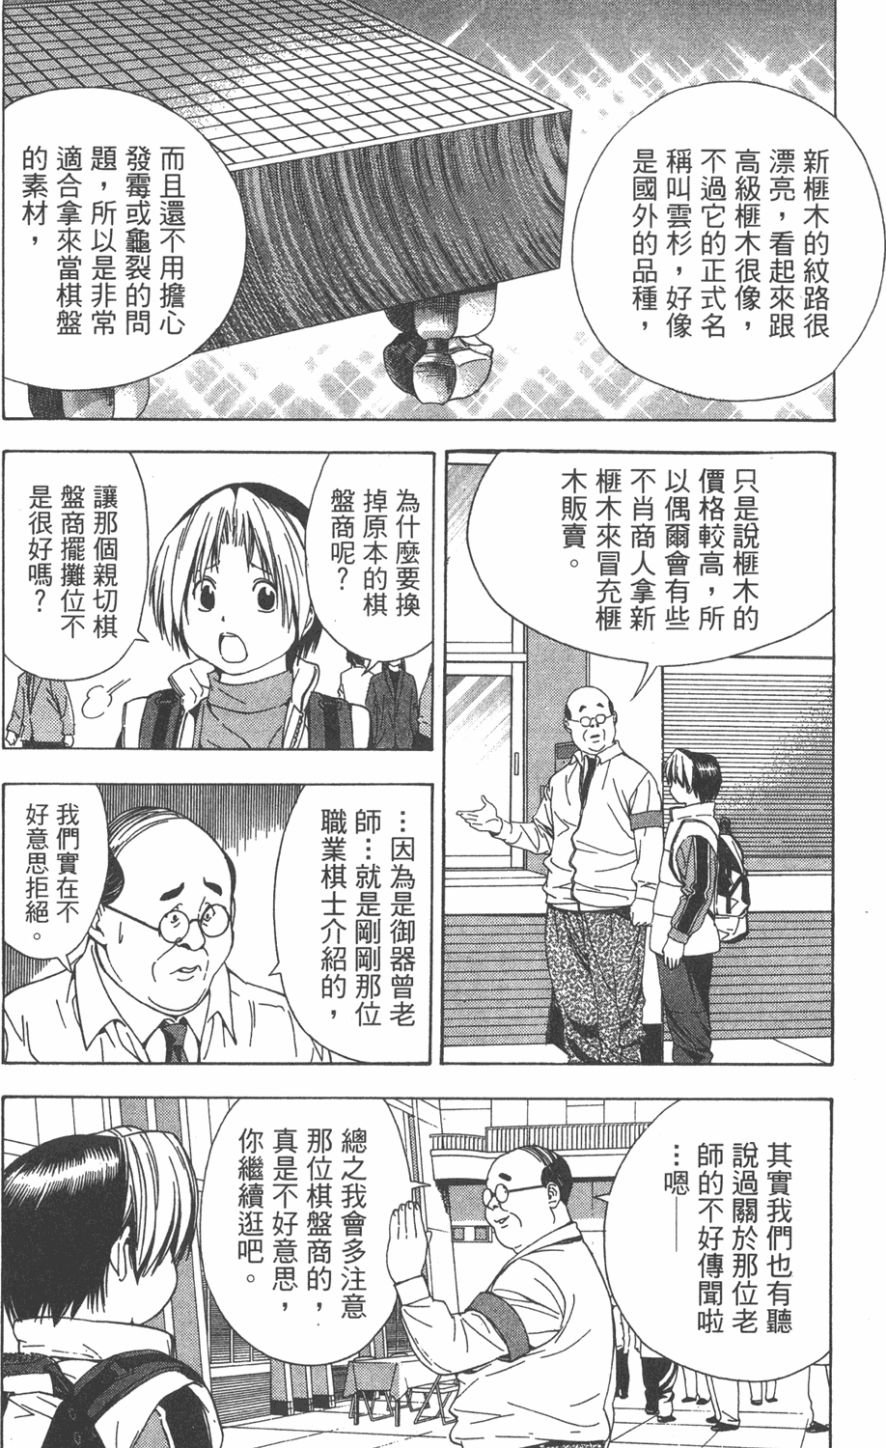 新榧木的紋路很
漂亮，看起來跟
高級榧木很像，
不過它的正式名
稱叫雲杉，好像
是國外的品種，
而且還不用擔心
發霉或龜裂的問
題，所以是非常
適合拿來當棋盤
的素材，
只是說榧木的
價格較高，所
以偶爾會有些
不肖商人拿新
榧木來冒充榧
木販賣。
為什麼要換
掉原本的棋
盤商呢？
讓那個親切棋
盤商擺攤位不
是很好嗎？
…因為是御器曾老
師…就是剛剛那位
職業棋士介紹的，
我們實在不
好意思拒絕。
其實我們也有聽
說過關於那位老
師的不好傳聞啦
…嗯──
總之我會多注意
那位棋盤商的，
真是不好意思，
你繼續逛吧。